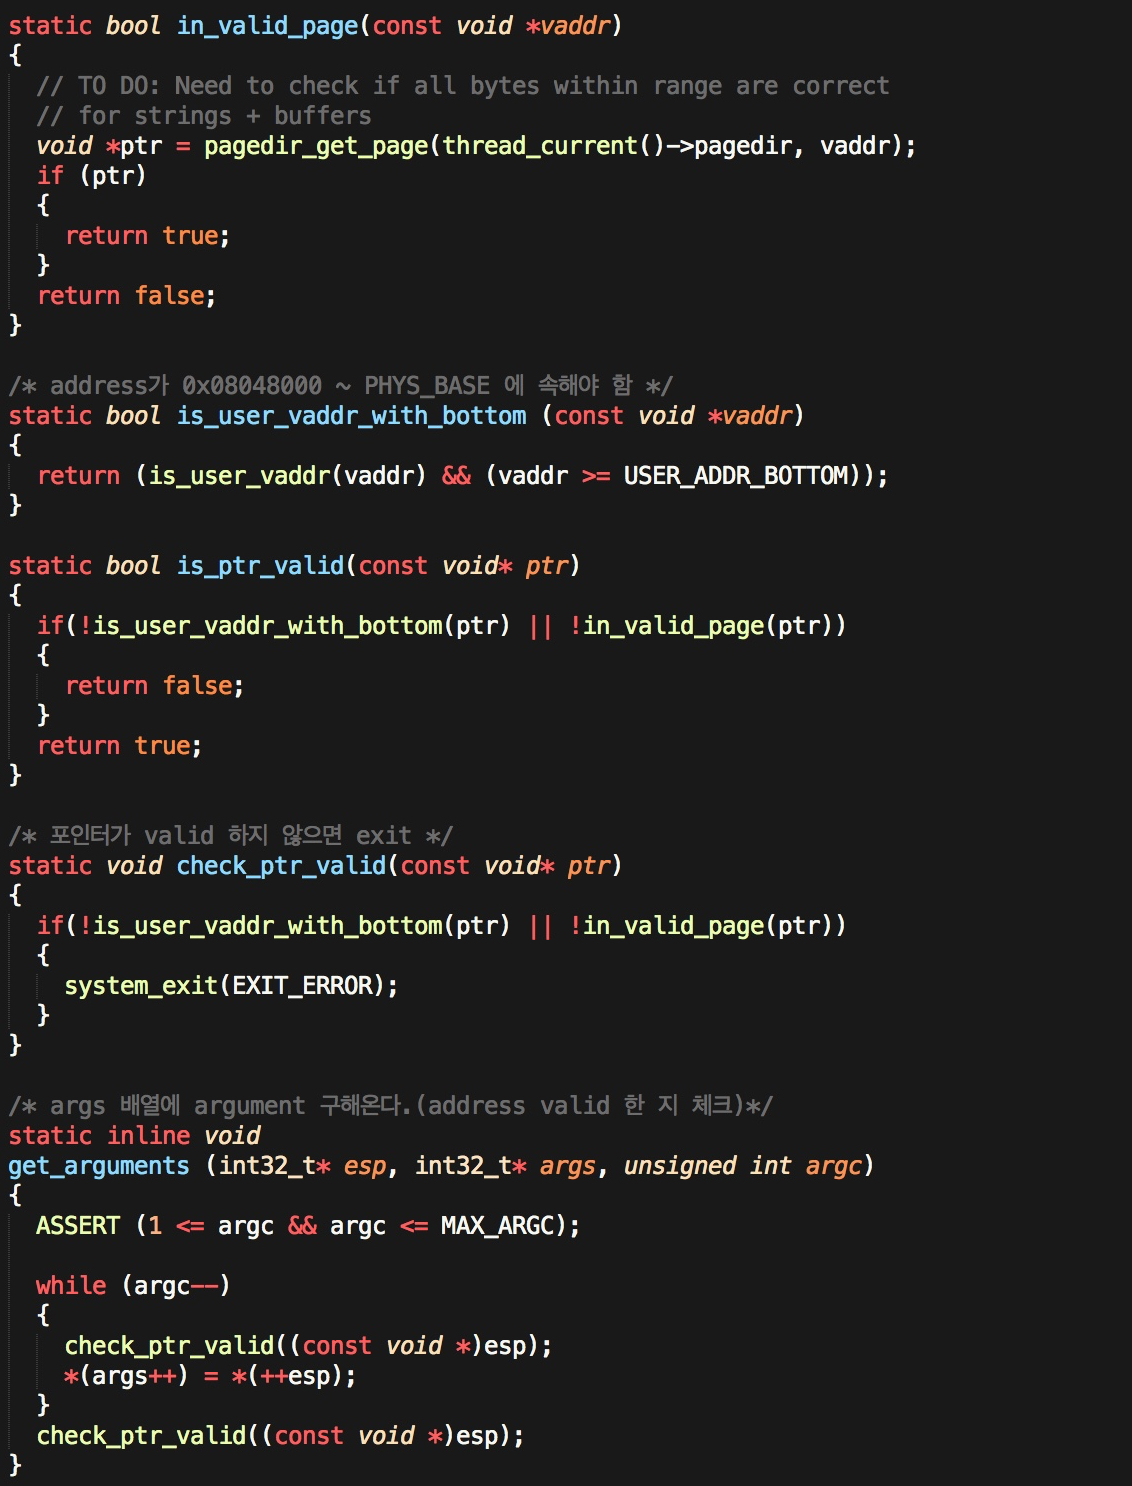 static bool in_valid_page(const void *vaddr)
{
  // TO DO: Need to check if all bytes within range are correct
  // for strings + buffers
  void *ptr = pagedir_get_page(thread_current()->pagedir, vaddr);
  if (ptr)
  {
    return true;
  }
  return false;
}

/* address가 0x08048000 ~ PHYS_BASE 에 속해야 함 */
static bool is_user_vaddr_with_bottom (const void *vaddr)
{
  return (is_user_vaddr(vaddr) && (vaddr >= USER_ADDR_BOTTOM));
}

static bool is_ptr_valid(const void* ptr)
{
  if(!is_user_vaddr_with_bottom(ptr) || !in_valid_page(ptr))
  {
    return false;
  }
  return true;
}

/* 포인터가 valid 하지 않으면 exit */
static void check_ptr_valid(const void* ptr)
{
  if(!is_user_vaddr_with_bottom(ptr) || !in_valid_page(ptr))
  {
    system_exit(EXIT_ERROR);
  }
}

/* args 배열에 argument 구해온다.(address valid 한 지 체크)*/
static inline void
get_arguments (int32_t* esp, int32_t* args, unsigned int argc)
{
  ASSERT (1 <= argc && argc <= MAX_ARGC);

  while (argc--)
  {
    check_ptr_valid((const void *)esp);
    *(args++) = *(++esp);
  }
  check_ptr_valid((const void *)esp);
}